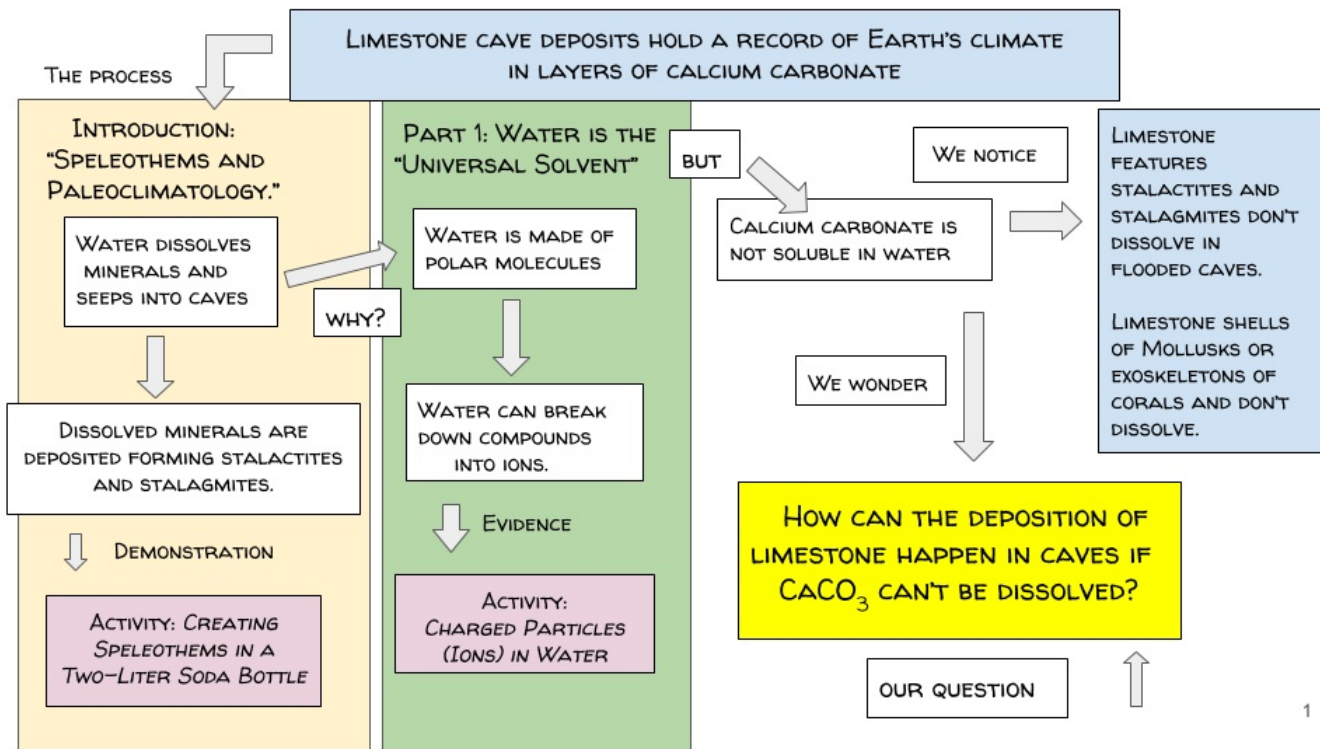 Limestone cave deposits hold a record of Earth's climate
in layers of calcium carbonate
The process
Introduction:
"Speleothems and
Paleoclimatology."
Water dissolves
minerals and
seeps into caves
Dissolved minerals are
deposited forming stalactites
and stalagmites.
Demonstration
Activity: Creating
Speleothems in a
Two-Liter Soda Bottle
why?
Part 1: Water is the
"Universal Solvent"
Water is made of
polar molecules
Water can break
down compounds
into ions.
Evidence
Activity:
Charged Particles
(Ions) in Water
but
Calcium carbonate is
not soluble in water
We notice
Limestone
features
stalactites and
stalagmites don't
dissolve in
flooded caves.
Limestone shells
of Mollusks or
exoskeletons of
corals and don't
dissolve.
We wonder
How can the deposition of
limestone happen in caves if
CaCO₃ can't be dissolved?
our question
1